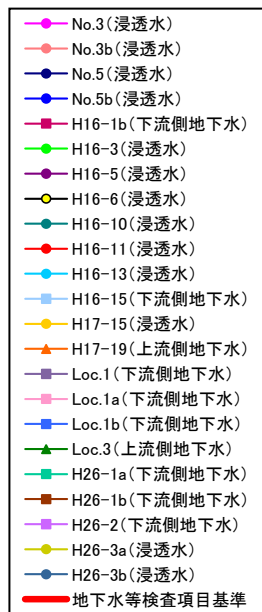 No.3(浸透水)
No.3b(浸透水)
No.5(浸透水)
No.5b(浸透水)
H16-1b(下流側地下水)
H16-3(浸透水)
H16-5(浸透水)
H16-6(浸透水)
H16-10(浸透水)
H16-11(浸透水)
H16-13(浸透水)
H16-15(下流側地下水)
H17-15(浸透水)
H17-19(上流側地下水)
Loc.1(下流側地下水)
Loc.1a(下流側地下水)
Loc.1b(下流側地下水)
Loc.3(上流側地下水)
H26-1a(下流側地下水)
H26-1b(下流側地下水)
H26-2(下流側地下水)
H26-3a(浸透水)
H26-3b(浸透水)
地下水等検査項目基準